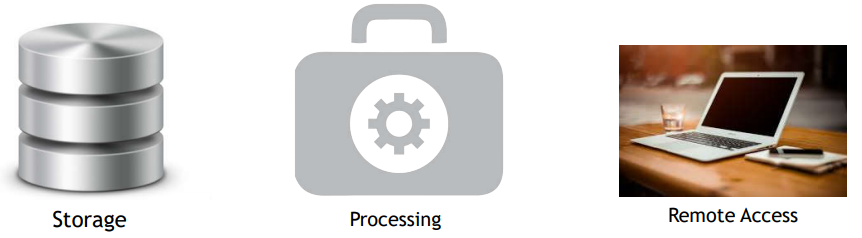 Storage
Processing
Remote Access